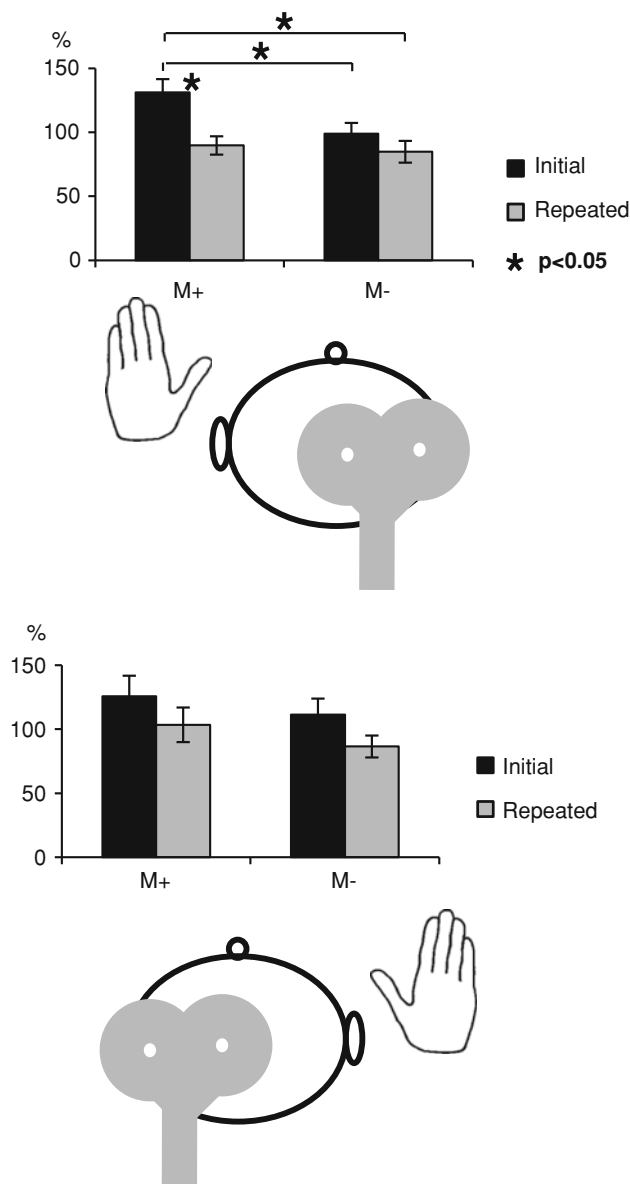 *
%
*
150
*
100
50
0
M+ M-
Initial
Repeated
* p<0.05
%
150
100
50
0
M+ M-
Initial
Repeated